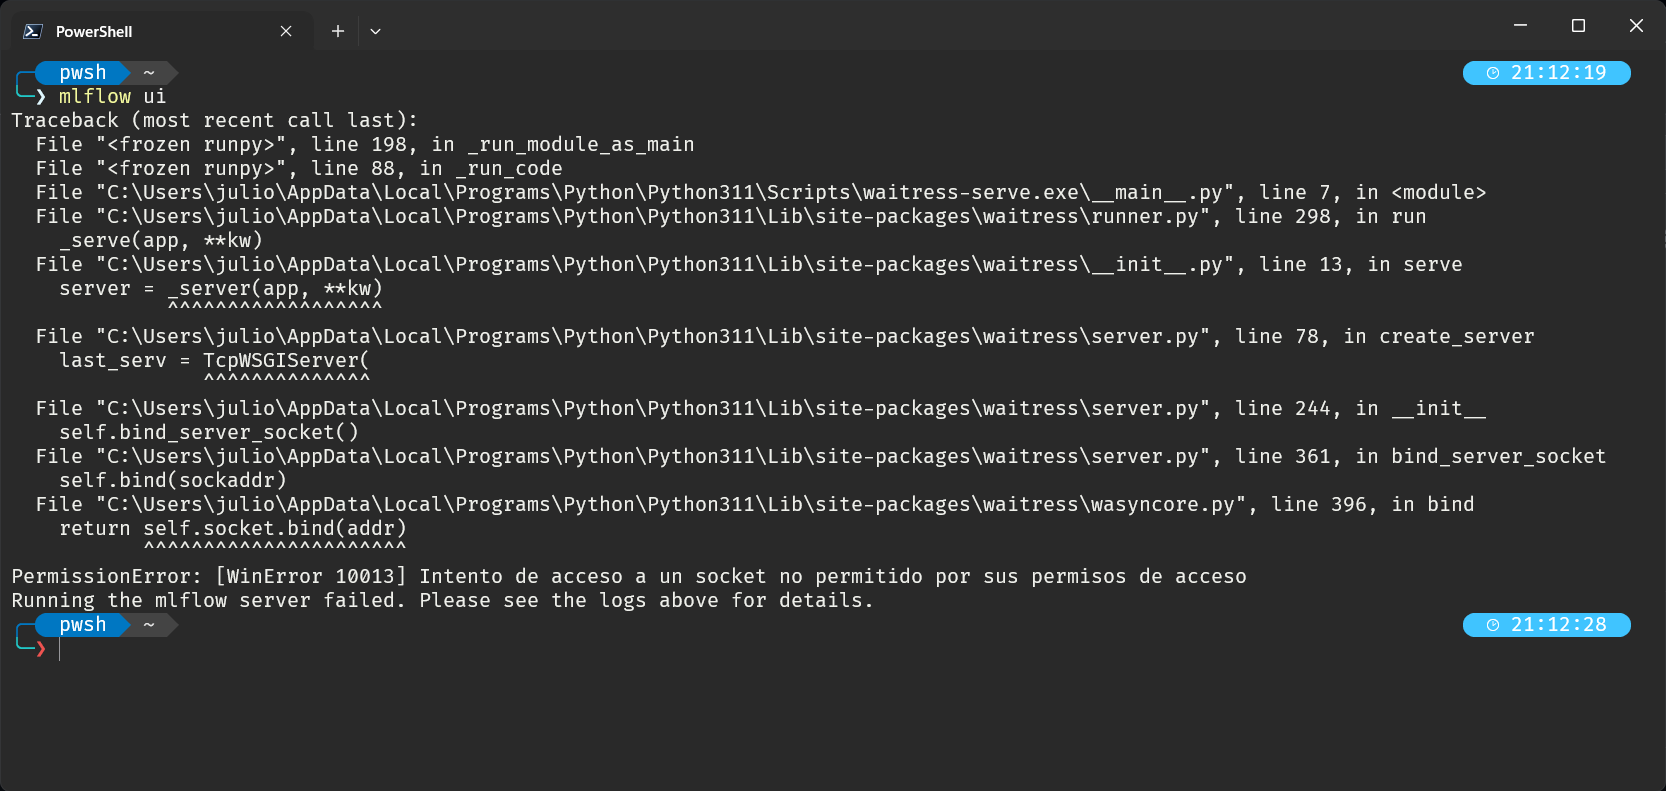 PowerShell
pwsh ~ 21:12:19
❯ mlflow ui
Traceback (most recent call last):
  File "<frozen runpy>", line 198, in _run_module_as_main
  File "<frozen runpy>", line 88, in _run_code
  File "C:\Users\julio\AppData\Local\Programs\Python\Python311\Scripts\waitress-serve.exe\__main__.py", line 7, in <module>
  File "C:\Users\julio\AppData\Local\Programs\Python\Python311\Lib\site-packages\waitress\runner.py", line 298, in run
    _serve(app, **kw)
  File "C:\Users\julio\AppData\Local\Programs\Python\Python311\Lib\site-packages\waitress\__init__.py", line 13, in serve
    server = _server(app, **kw)
             ^^^^^^^^^^^^^^^^^^
  File "C:\Users\julio\AppData\Local\Programs\Python\Python311\Lib\site-packages\waitress\server.py", line 78, in create_server
    last_serv = TcpWSGIServer(
                ^^^^^^^^^^^^^^
  File "C:\Users\julio\AppData\Local\Programs\Python\Python311\Lib\site-packages\waitress\server.py", line 244, in __init__
    self.bind_server_socket()
  File "C:\Users\julio\AppData\Local\Programs\Python\Python311\Lib\site-packages\waitress\server.py", line 361, in bind_server_socket
    self.bind(sockaddr)
  File "C:\Users\julio\AppData\Local\Programs\Python\Python311\Lib\site-packages\waitress\wasyncore.py", line 396, in bind
    return self.socket.bind(addr)
           ^^^^^^^^^^^^^^^^^^^^^^
PermissionError: [WinError 10013] Intento de acceso a un socket no permitido por sus permisos de acceso
Running the mlflow server failed. Please see the logs above for details.
pwsh ~ 21:12:28
❯